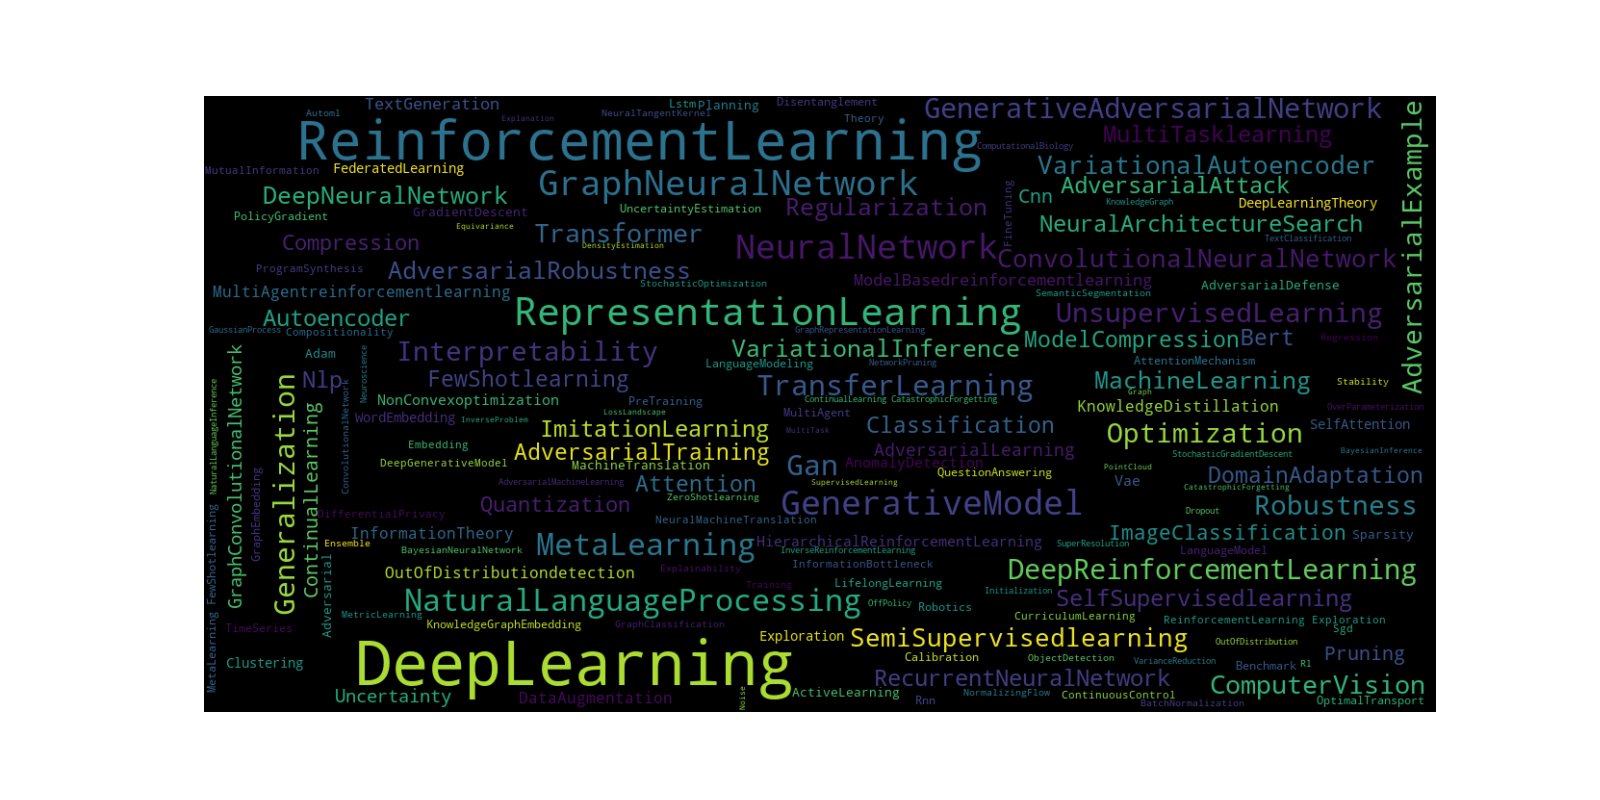 TextGeneration
Lstm
Planning
Disentanglement
GenerativeAdversarialNetwork
Automl
NeuralTangentKernel
Explanation
Theory
ReinforcementLearning
MultiTasklearning
AdversarialExample
ComputationalBiology
MutualInformation
FederatedLearning
VariationalAutoencoder
GraphNeuralNetwork
AdversarialAttack
DeepNeuralNetwork
Cnn
KnowledgeGraph
DeepLearningTheory
PolicyGradient
GradientDescent
UncertaintyEstimation
Regularization
FineTuning
NeuralArchitectureSearch
Equivariance
Transformer
DensityEstimation
TextClassification
Compression
NeuralNetwork
ConvolutionalNeuralNetwork
ProgramSynthesis
AdversarialRobustness
StochasticOptimization
ModelBasedreinforcementlearning
AdversarialDefense
MultiAgentreinforcementlearning
SemanticSegmentation
RepresentationLearning
UnsupervisedLearning
Autoencoder
GaussianProcess
Compositionality
GraphRepresentationLearning
ModelCompression
Bert
Regression
GraphConvolutionalNetwork
Adam
Neuroscience
Interpretability
VariationalInference
LanguageModeling
NetworkPruning
AttentionMechanism
NaturalLanguageInference
Generalization
Nlp
ConvolutionalNetwork
FewShotlearning
TransferLearning
MachineLearning
Stability
ContinualLearning
NonConvexoptimization
PreTraining
ContinualLearning CatastrophicForgetting
Graph
KnowledgeDistillation
OverParameterization
WordEmbedding
InverseProblem
LossLandscape
MultiAgent
MultiTask
ImitationLearning
Classification
Optimization
SelfAttention
Embedding
AdversarialTraining
AdversarialLearning
StochasticGradientDescent
BayesianInference
DeepGenerativeModel
MachineTranslation
Gan
AnomalyDetection
QuestionAnswering
PointCloud
GraphEmbedding
AdversarialMachineLearning
Attention
SupervisedLearning
Vae
DomainAdaptation
CatastrophicForgetting
Quantization
ZeroShotlearning
GenerativeModel
Robustness
MetaLearning FewShotlearning
DifferentialPrivacy
NeuralMachineTranslation
Dropout
InformationTheory
ImageClassification
Sparsity
Ensemble
BayesianNeuralNetwork
MetaLearning
HierarchicalReinforcementLearning
InverseReinforcementLearning
SuperResolution
LanguageModel
Adversarial
OutOfDistributiondetection
Explainability
InformationBottleneck
DeepReinforcementLearning
Training
LifelongLearning
Initialization
NaturalLanguageProcessing
OffPolicy
Robotics
SelfSupervisedlearning
MetricLearning
CurriculumLearning
ReinforcementLearning Exploration
TimeSeries
KnowledgeGraphEmbedding
GraphClassification
Sgd
Exploration
SemiSupervisedlearning
OutOfDistribution
Clustering
DeepLearning
Calibration
ObjectDetection
VarianceReduction
Benchmark
Rl
Pruning
RecurrentNeuralNetwork
ComputerVision
Uncertainty
DataAugmentation
Noise
ActiveLearning
Rnn
NormalizingFlow
ContinuousControl
BatchNormalization
OptimalTransport